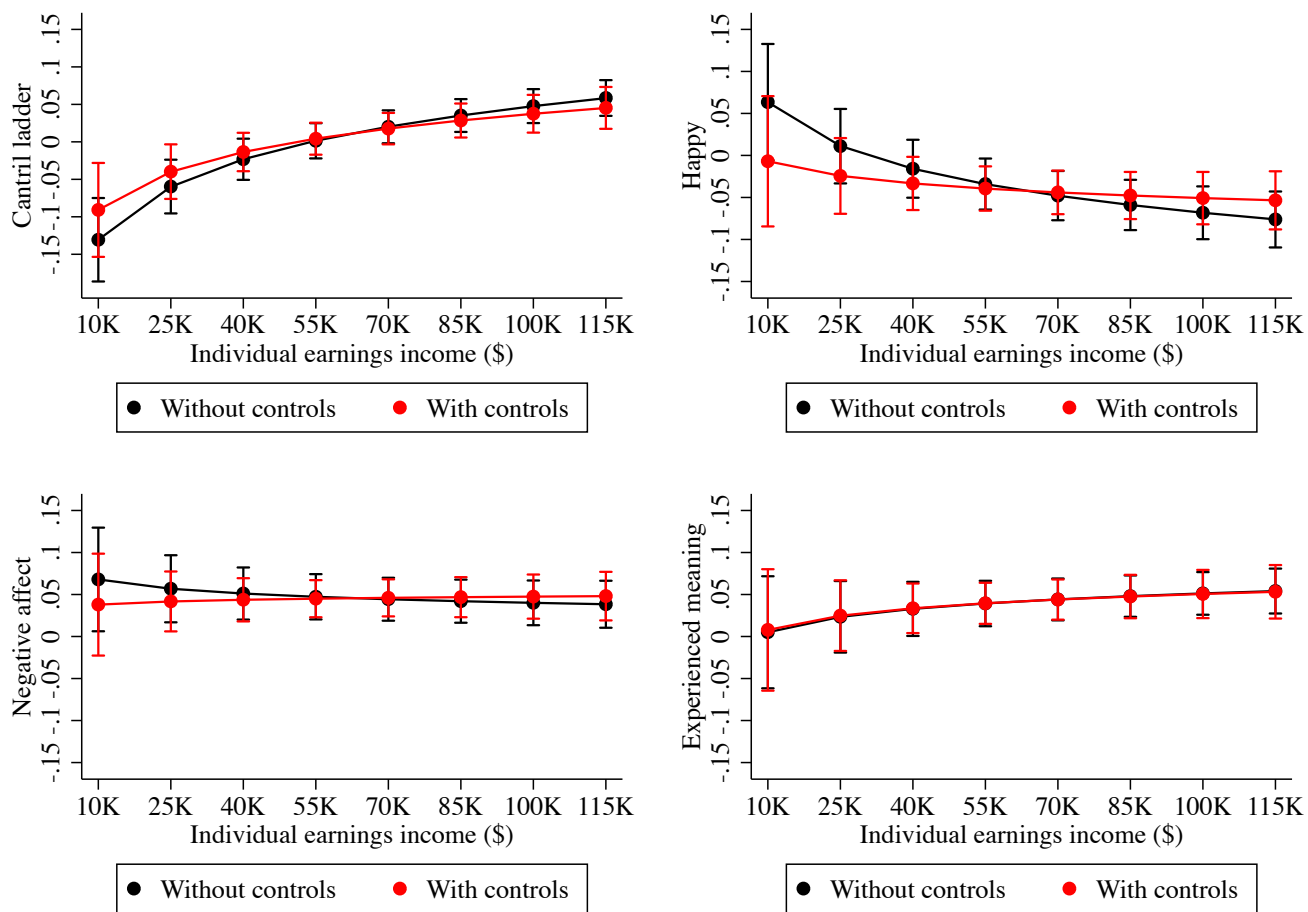 Cantril ladder
.15
.1
.05
0
-.05
-.1
-.15
10K 25K 40K 55K 70K 85K 100K 115K
Individual earnings income ($)
Without controls With controls
Happy
.15
.1
.05
0
-.05
-.1
-.15
10K 25K 40K 55K 70K 85K 100K 115K
Individual earnings income ($)
Without controls With controls
Negative affect
.15
.1
.05
0
-.05
-.1
-.15
10K 25K 40K 55K 70K 85K 100K 115K
Individual earnings income ($)
Without controls With controls
Experienced meaning
.15
.1
.05
0
-.05
-.1
-.15
10K 25K 40K 55K 70K 85K 100K 115K
Individual earnings income ($)
Without controls With controls